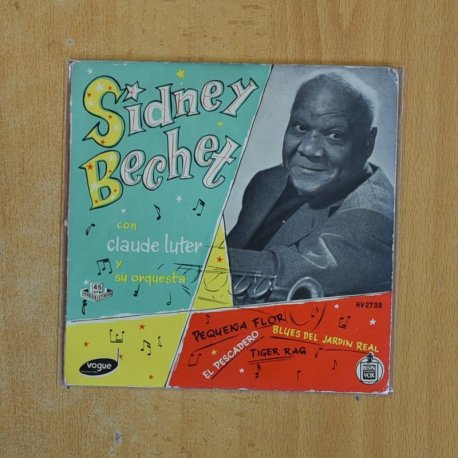 Sidney
Bechet
con
claude luter
y
su orquesta
45
HV 2739
PEQUEÑA FLOR
BLUES DEL JARDIN REAL
EL PESCADERO
TIGER RAG
vogue
VOX